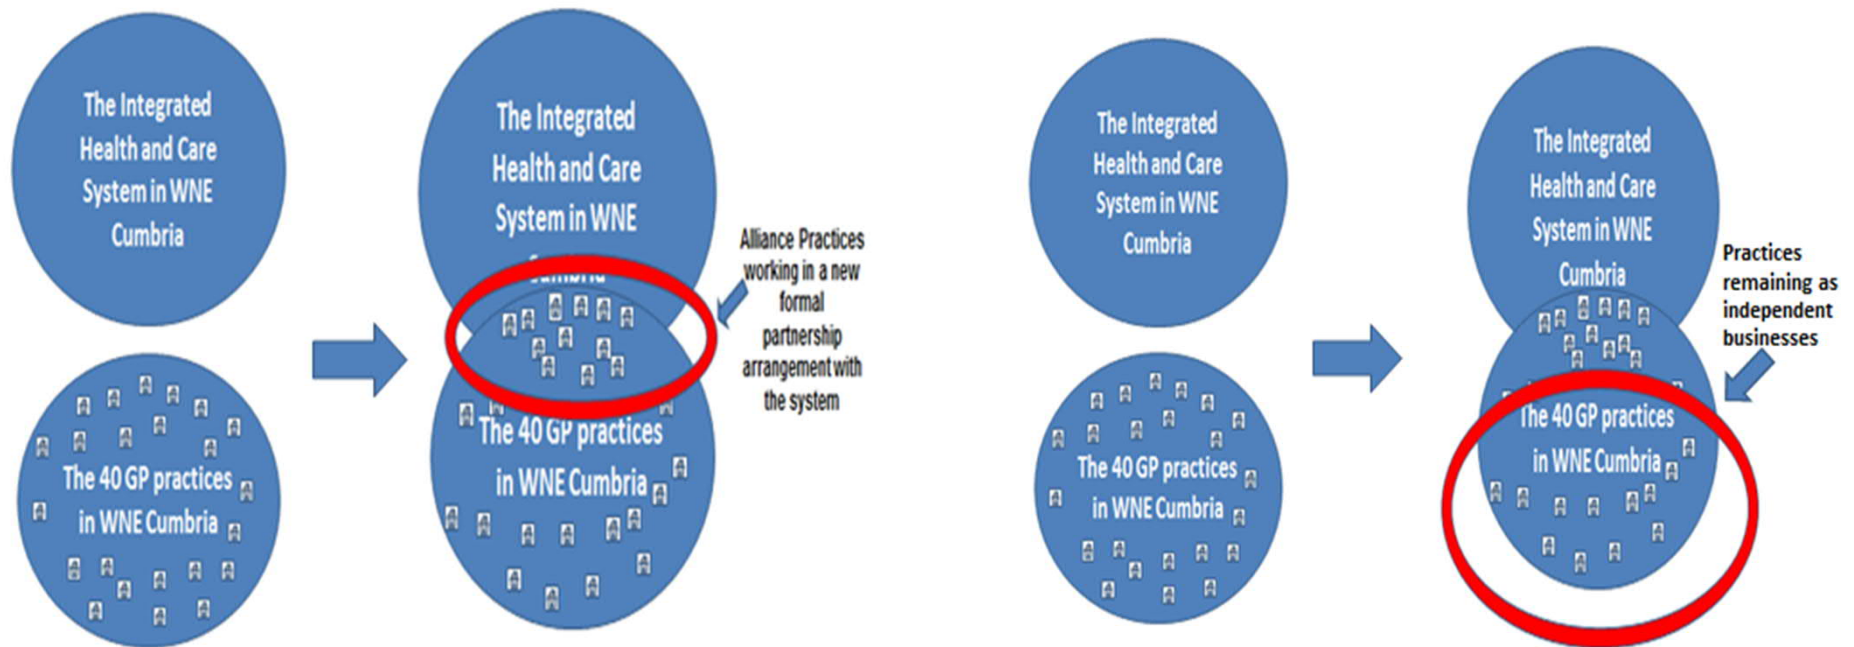 The Integrated
Health and Care
System in WNE
Cumbria
The 40 GP practices
in WNE Cumbria
The Integrated
Health and Care
System in WNE
Cumbria
Alliance Practices
working in a new
formal
partnership
arrangement with
the system
The 40 GP practices
in WNE Cumbria
The Integrated
Health and Care
System in WNE
Cumbria
The 40 GP practices
in WNE Cumbria
The Integrated
Health and Care
System in WNE
Cumbria
Practices
remaining as
independent
businesses
The 40 GP practices
in WNE Cumbria